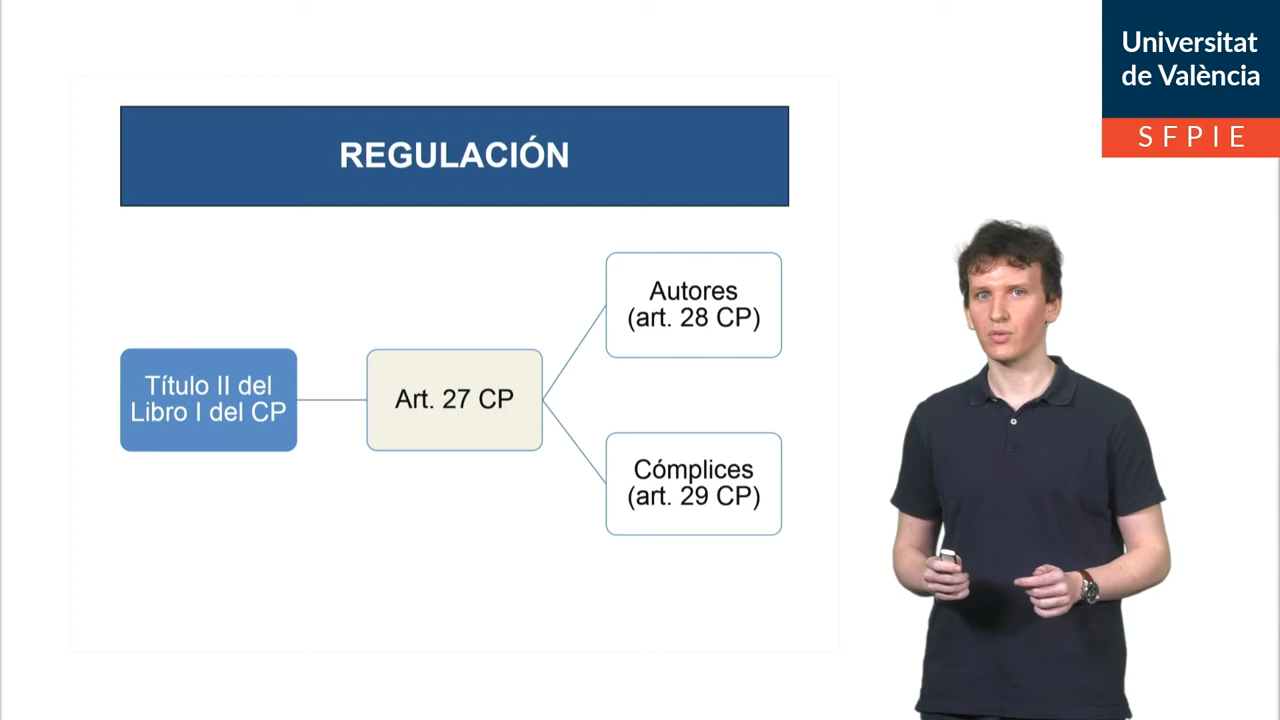 Universitat
de València
SFPIE
REGULACIÓN
Título II del
Libro I del CP
Art. 27 CP
Autores
(art. 28 CP)
Cómplices
(art. 29 CP)